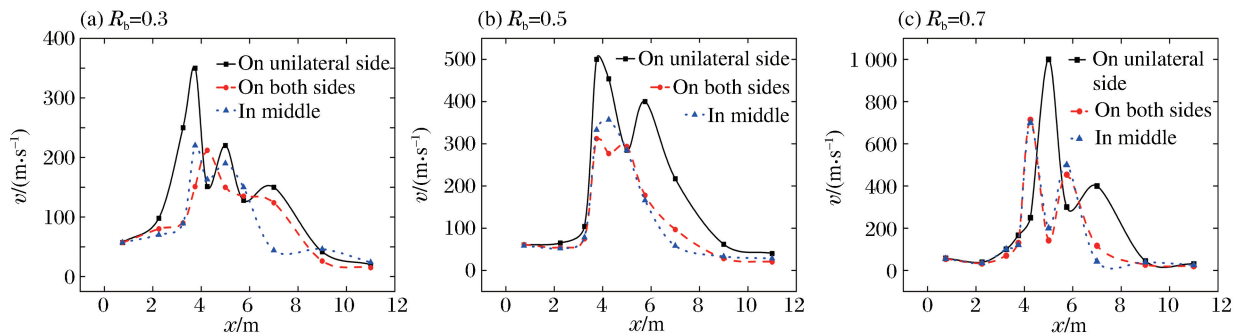 (a) R_b=0.3
400
300
200
100
0
0 2 4 6 8 10 12
v/(m·s⁻¹)
x/m
On unilateral side
On both sides
In middle
(b) R_b=0.5
500
400
300
200
100
0
0 2 4 6 8 10 12
v/(m·s⁻¹)
x/m
On unilateral side
On both sides
In middle
(c) R_b=0.7
1 000
800
600
400
200
0
0 2 4 6 8 10 12
v/(m·s⁻¹)
x/m
On unilateral
side
On both sides
In middle